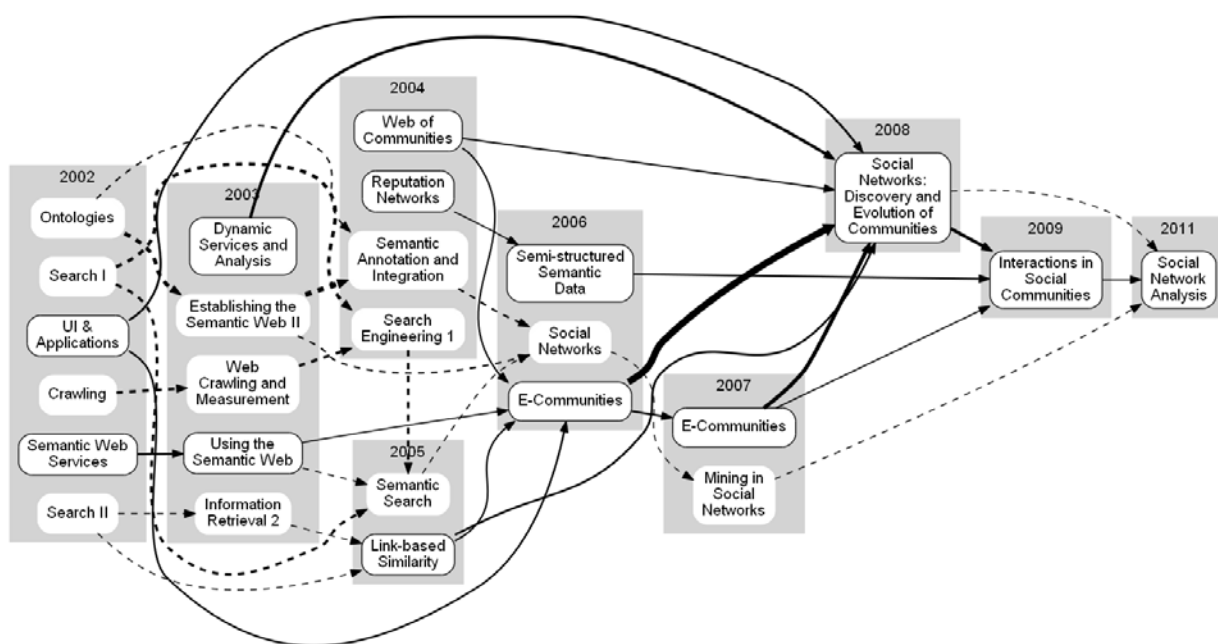 2002
Ontologies
Search I
UI &
Applications
Crawling
Semantic Web
Services
Search II
2003
Dynamic
Services and
Analysis
Establishing the
Semantic Web II
Web
Crawling and
Measurement
Using the
Semantic Web
Information
Retrieval 2
2004
Web of
Communities
Reputation
Networks
Semantic
Annotation and
Integration
Search
Engineering 1
2005
Semantic
Search
Link-based
Similarity
2006
Semi-structured
Semantic
Data
Social
Networks
E-Communities
2007
E-Communities
Mining in
Social
Networks
2008
Social
Networks:
Discovery and
Evolution of
Communities
2009
Interactions in
Social
Communities
2011
Social
Network
Analysis